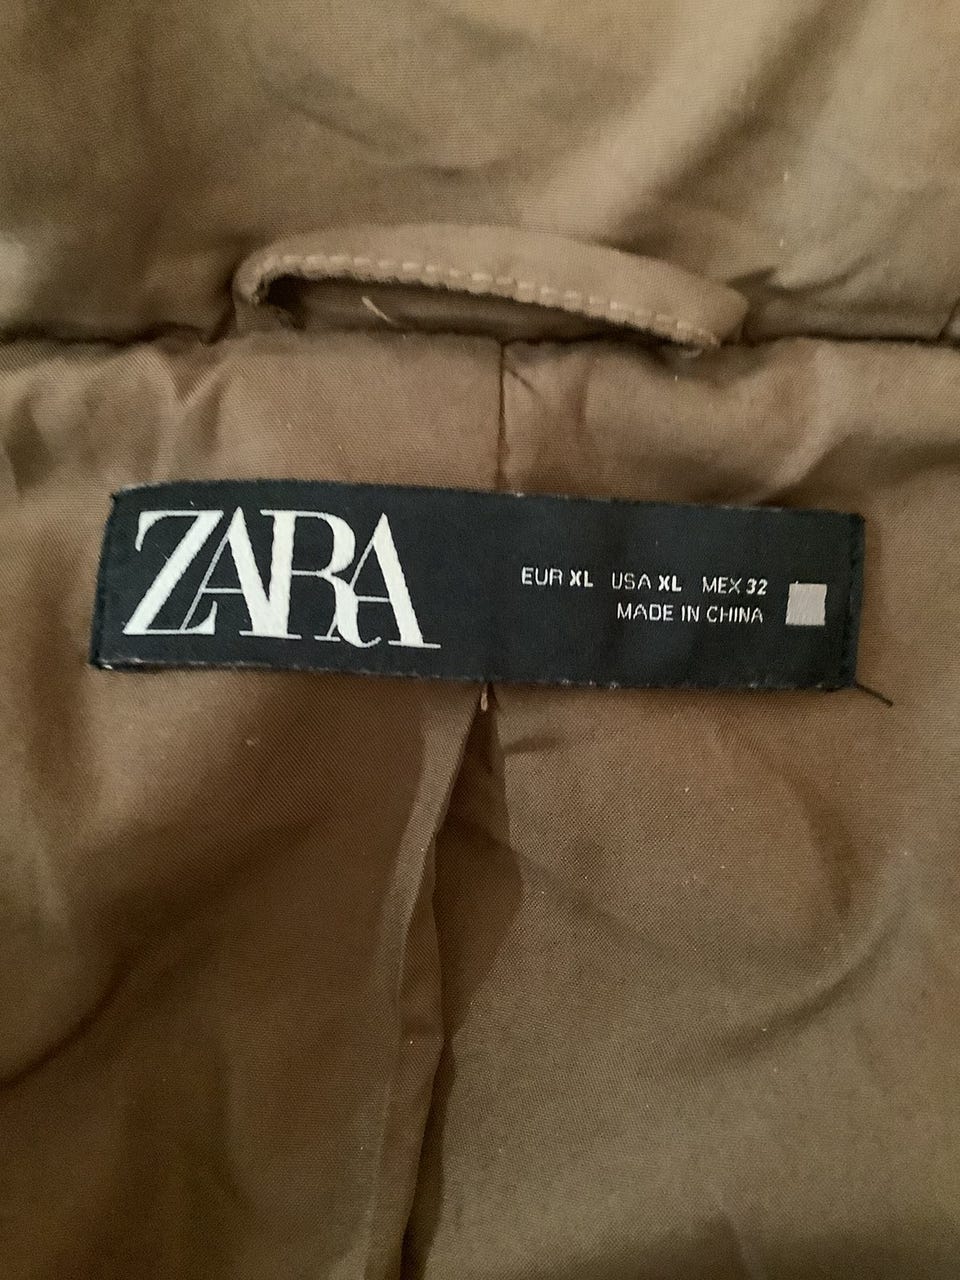 ZARA
EUR XL USA XL MEX 32
MADE IN CHINA